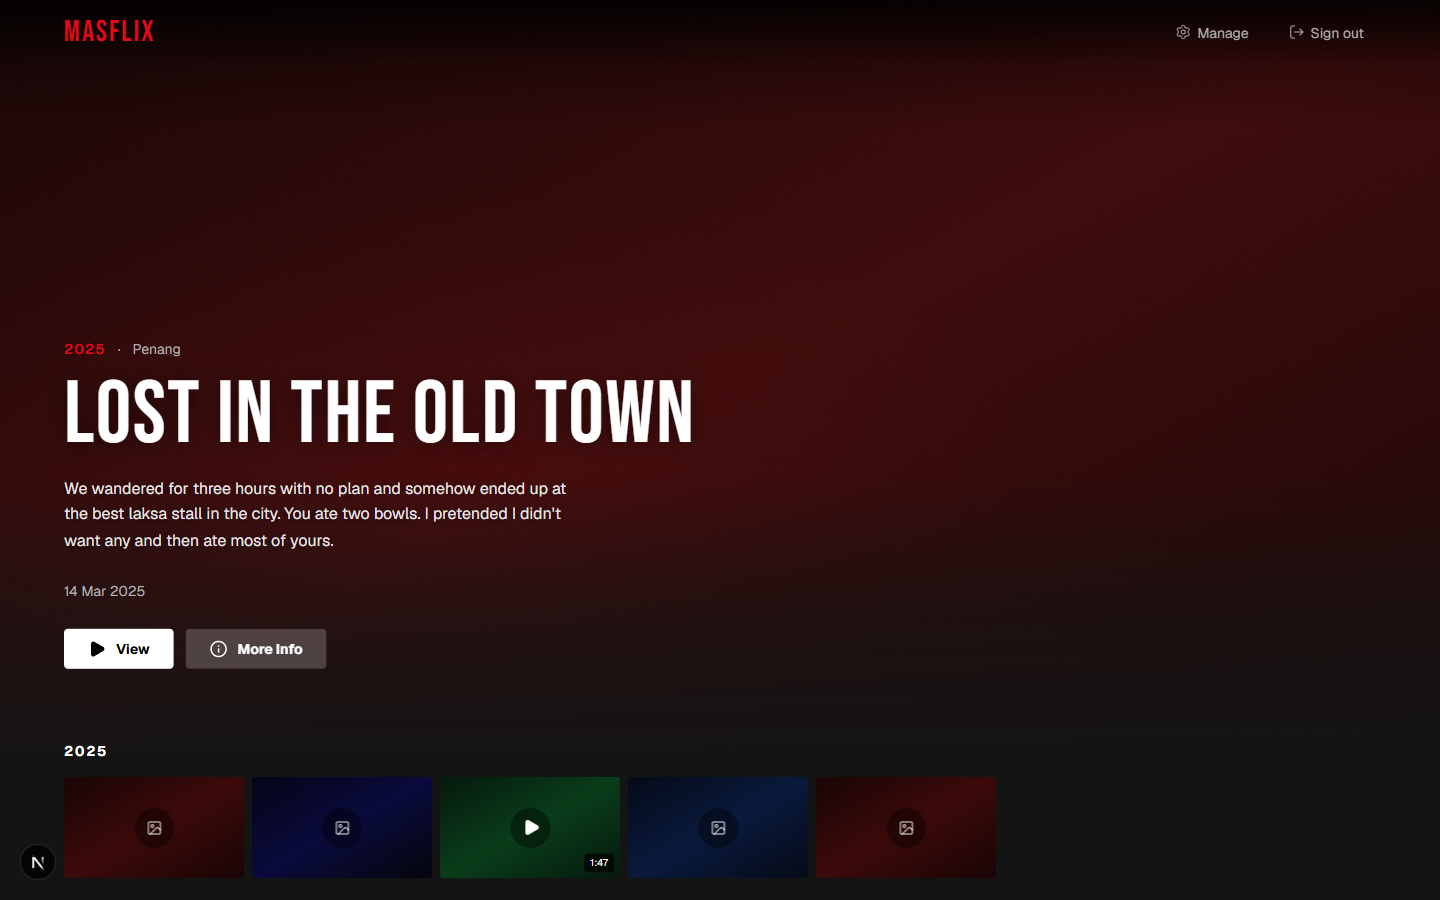 MASFLIX
Manage
Sign out
2025 · Penang
LOST IN THE OLD TOWN
We wandered for three hours with no plan and somehow ended up at
the best laksa stall in the city. You ate two bowls. I pretended I didn't
want any and then ate most of yours.
14 Mar 2025
View
More Info
2025
1:47
N